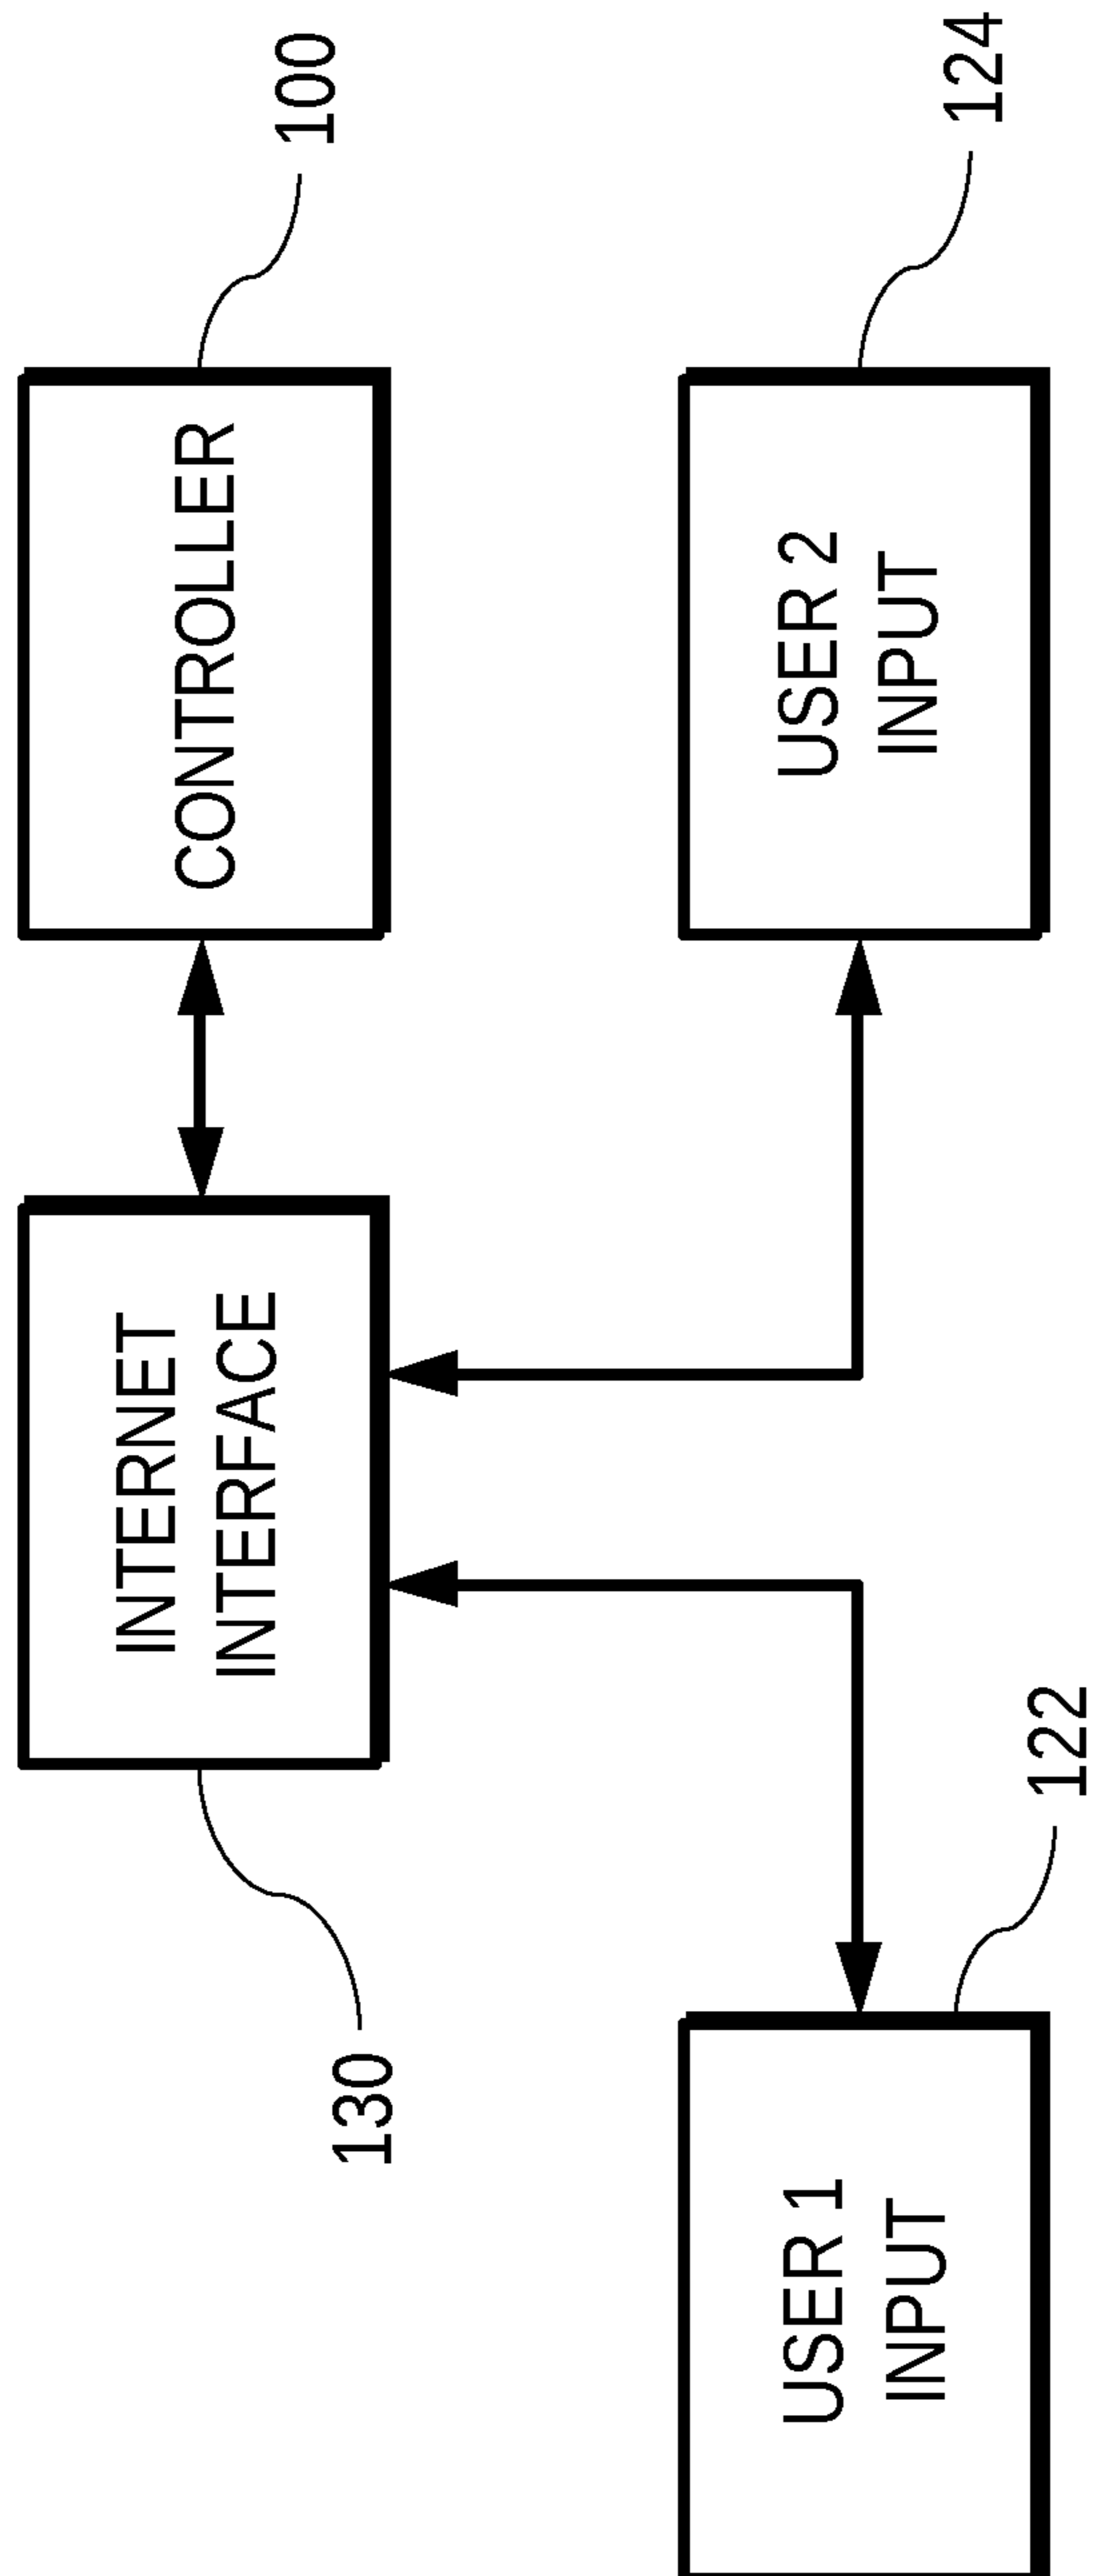 130
INTERNET
INTERFACE
CONTROLLER
100
USER 1
INPUT
122
USER 2
INPUT
124